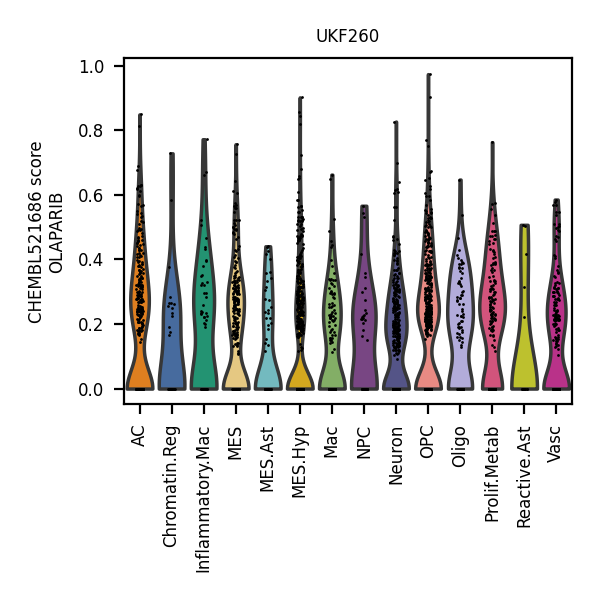 UKF260
CHEMBL521686 score
OLAPARIB
1.0
0.8
0.6
0.4
0.2
0.0
AC
Chromatin.Reg
Inflammatory.Mac
MES
MES.Ast
MES.Hyp
Mac
NPC
Neuron
OPC
Oligo
Prolif.Metab
Reactive.Ast
Vasc